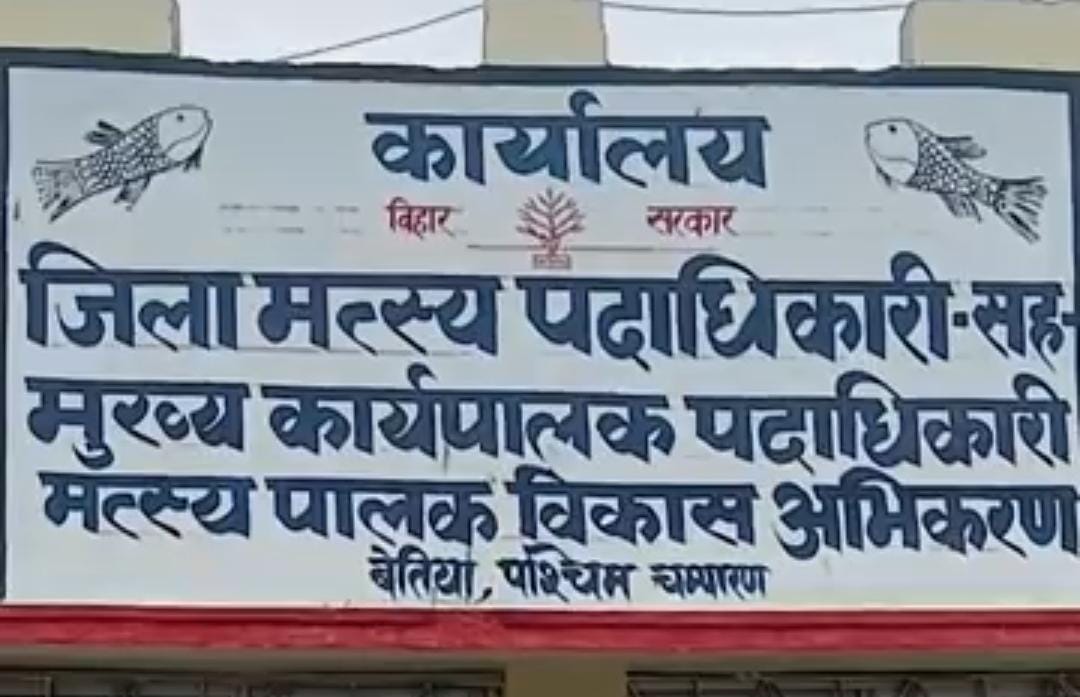 कार्यालय
बिहार सरकार
जिला मत्स्य पदाधिकारी-सह-
मुख्य कार्यपालक पदाधिकारी
मत्स्य पालक विकास अभिकरण
बेतिया, पश्चिम चम्पारण